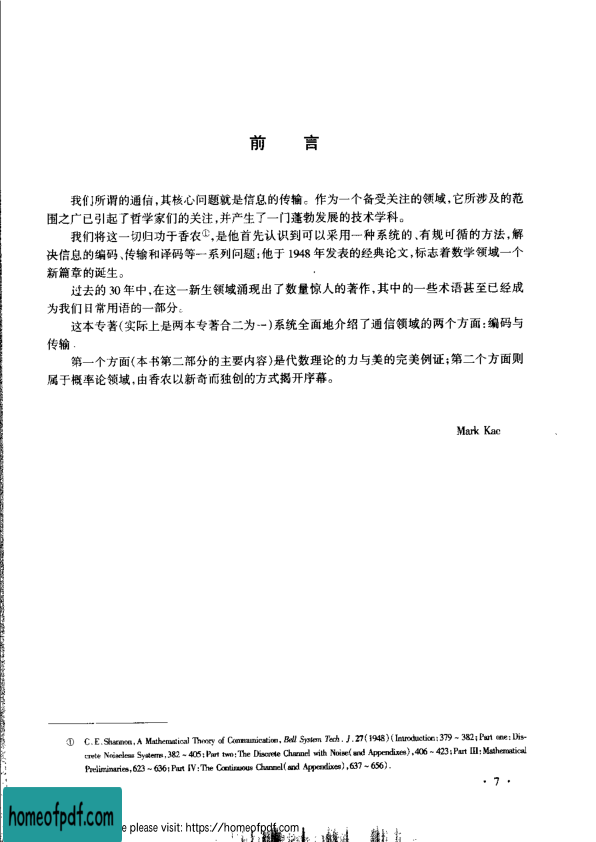 前 言
我们所谓的通信,其核心问题就是信息的传输。作为一个备受关注的领域,它所涉及的范
围之广已引起了哲学家们的关注,并产生了一门蓬勃发展的技术学科。
我们将这一切归功于香农①,是他首先认识到可以采用一种系统的、有规可循的方法,解
决信息的编码、传输和译码等一系列问题;他于 1948 年发表的经典论文,标志着数学领域一个
新篇章的诞生。
过去的 30 年中,在这一新生领域涌现出了数量惊人的著作,其中的一些术语甚至已经成
为我们日常用语的一部分。
这本专著(实际上是两本专著合二为一)系统全面地介绍了通信领域的两个方面:编码与
传输.
第一个方面(本书第二部分的主要内容)是代数理论的力与美的完美例证;第二个方面则
属于概率论领域,由香农以新奇而独创的方式揭开序幕。
Mark Kac
① C.E.Shannon, A Mathematical Theory of Communication, Bell System Tech. J. 27(1948)(Introduction:379~382;Part one:Dis-
crete Noiseless Systems,382~405;Part two:The Discrete Channel with Noise(and Appendixes),406~423;Part III:Mathematical
Preliminaries,623~636;Part IV:The Continuous Channel(and Appendixes),637~656).
·7·
homeofpdf.com
e please visit: https://homeofpdf.com